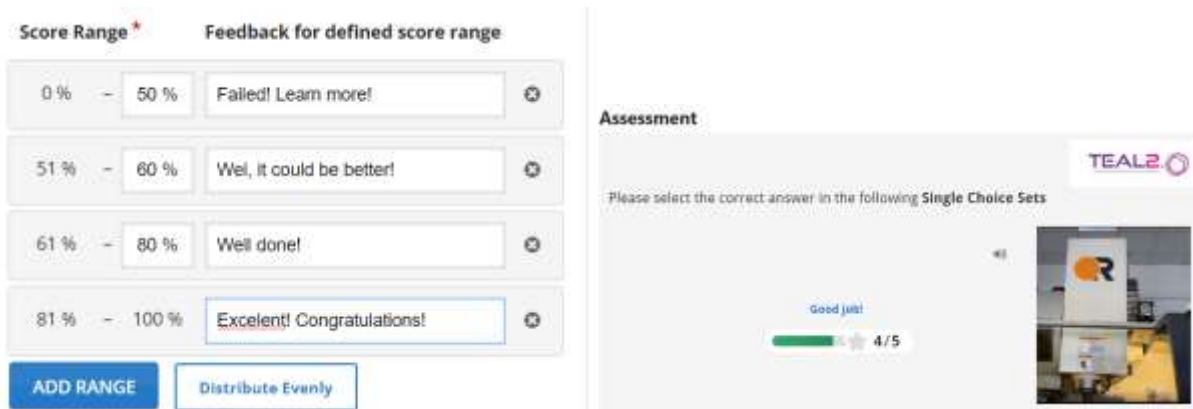 Score Range * Feedback for defined score range
0 % – 50 % Failed! Learn more!
51 % – 60 % Wel, it could be better!
61 % – 80 % Well done!
81 % – 100 % Excelent! Congratulations!
ADD RANGE Distribute Evenly
Assessment
TEAL2.O
Please select the correct answer in the following Single Choice Sets
QR
Good job!
4/5